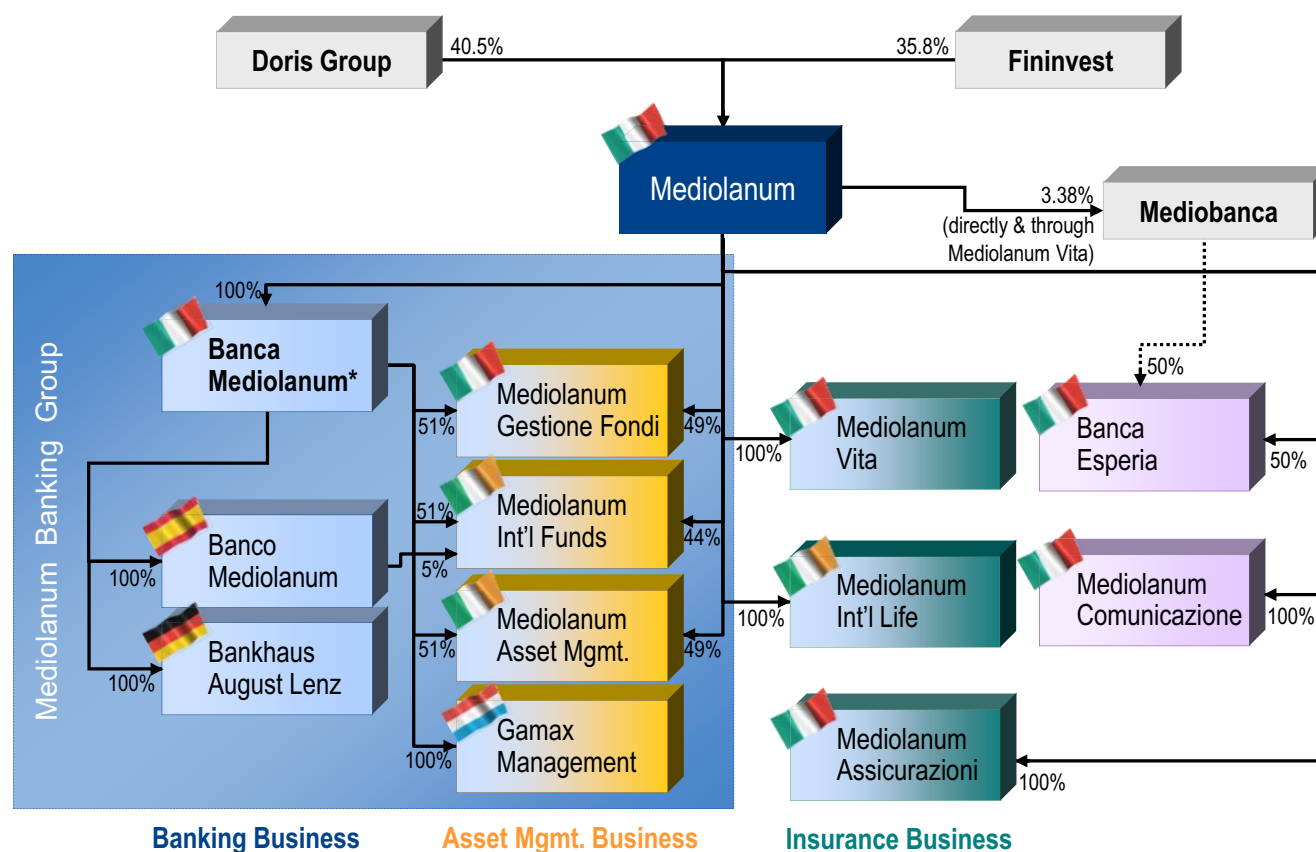 40.5%
35.8%
Doris Group
Fininvest
Mediolanum
3.38%
(directly & through
Mediolanum Vita)
Mediobanca
100%
Mediolanum Banking Group
Banca
Mediolanum*
50%
Mediolanum
Gestione Fondi
51%
49%
Mediolanum
Vita
100%
Banca
Esperia
50%
Mediolanum
Int'l Funds
51%
44%
5%
Banco
Mediolanum
100%
Mediolanum
Int'l Life
100%
Mediolanum
Comunicazione
100%
Mediolanum
Asset Mgmt.
51%
49%
Bankhaus
August Lenz
100%
Gamax
Management
100%
Mediolanum
Assicurazioni
100%
Banking Business
Asset Mgmt. Business
Insurance Business